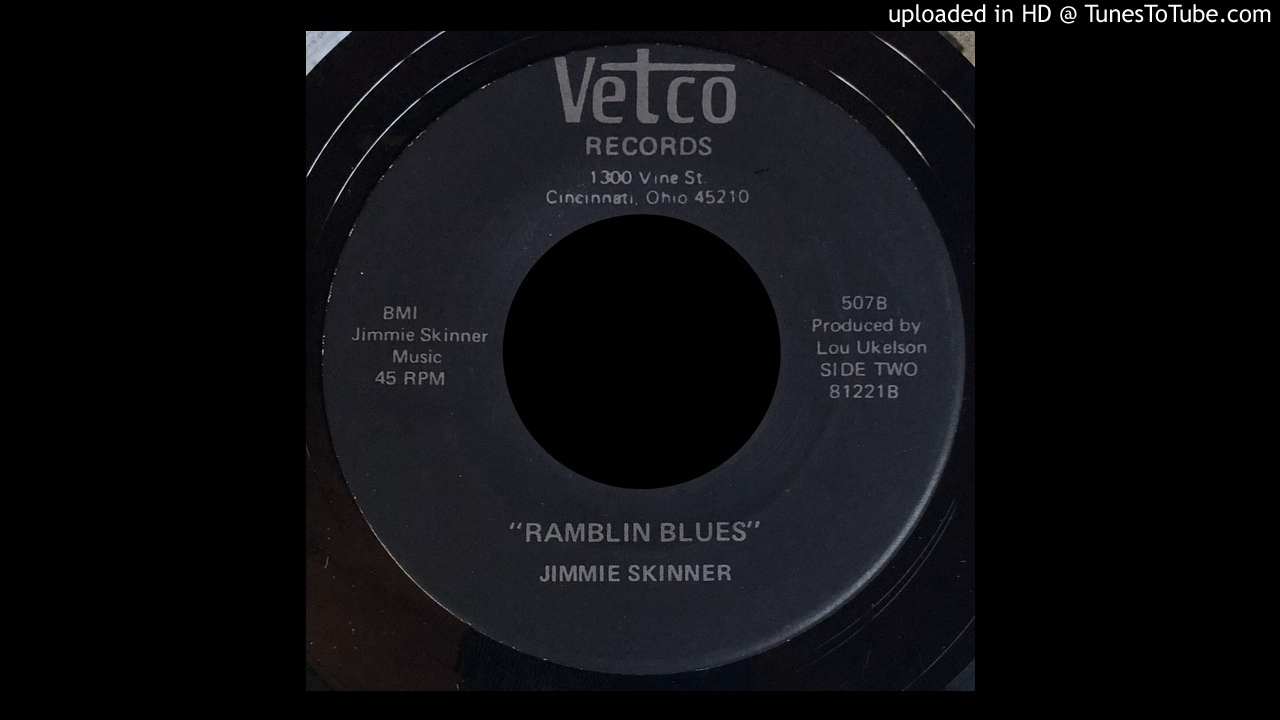 uploaded in HD @ TunesToTube.com
Vetco
RECORDS
1300 Vine St.
Cincinnati, Ohio 45210
BMI
Jimmie Skinner
Music
45 RPM
507B
Produced by
Lou Ukelson
SIDE TWO
81221B
"RAMBLIN BLUES"
JIMMIE SKINNER